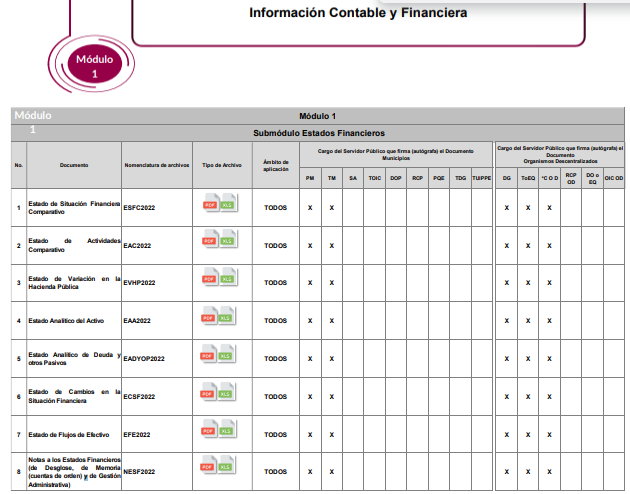 Información Contable y Financiera
Módulo
1
Módulo
1
Módulo 1
Submódulo Estados Financieros
No.
Documento
Nomenclatura de archivos
Tipo de Archivo
Ámbito de
aplicación
Cargo del Servidor Público que firma (autógrafa) el Documento
Municipios
Cargo del Servidor Público que firma (autógrafa) el
Documento
Organismos Descentralizados
PM TM SA TOIC DOP RCP PQE TDG TUIPPE DG ToEQ *C O D RCP OD DO o EQ OIC OD
1 Estado de Situación Financiera Comparativo ESFC2022 PDF XLS TODOS X X X X X
2 Estado de Actividades Comparativo EAC2022 PDF XLS TODOS X X X X X
3 Estado de Variación en la Hacienda Pública EVHP2022 PDF XLS TODOS X X X X X
4 Estado Analítico del Activo EAA2022 PDF XLS TODOS X X X X X
5 Estado Analítico de Deuda y otros Pasivos EADYOP2022 PDF XLS TODOS X X X X X
6 Estado de Cambios en la Situación Financiera ECSF2022 PDF XLS TODOS X X X X X
7 Estado de Flujos de Efectivo EFE2022 PDF XLS TODOS X X X X X
8 Notas a los Estados Financieros (de Desglose, de Memoria (cuentas de orden) y de Gestión Administrativa) NESF2022 PDF XLS TODOS X X X X X